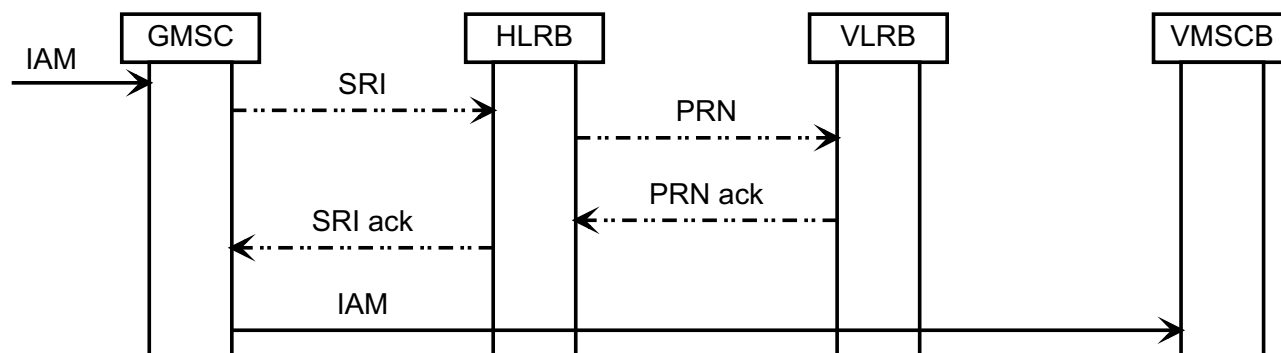 GMSC
HLRB
VLRB
VMSCB
IAM
SRI
PRN
PRN ack
SRI ack
IAM